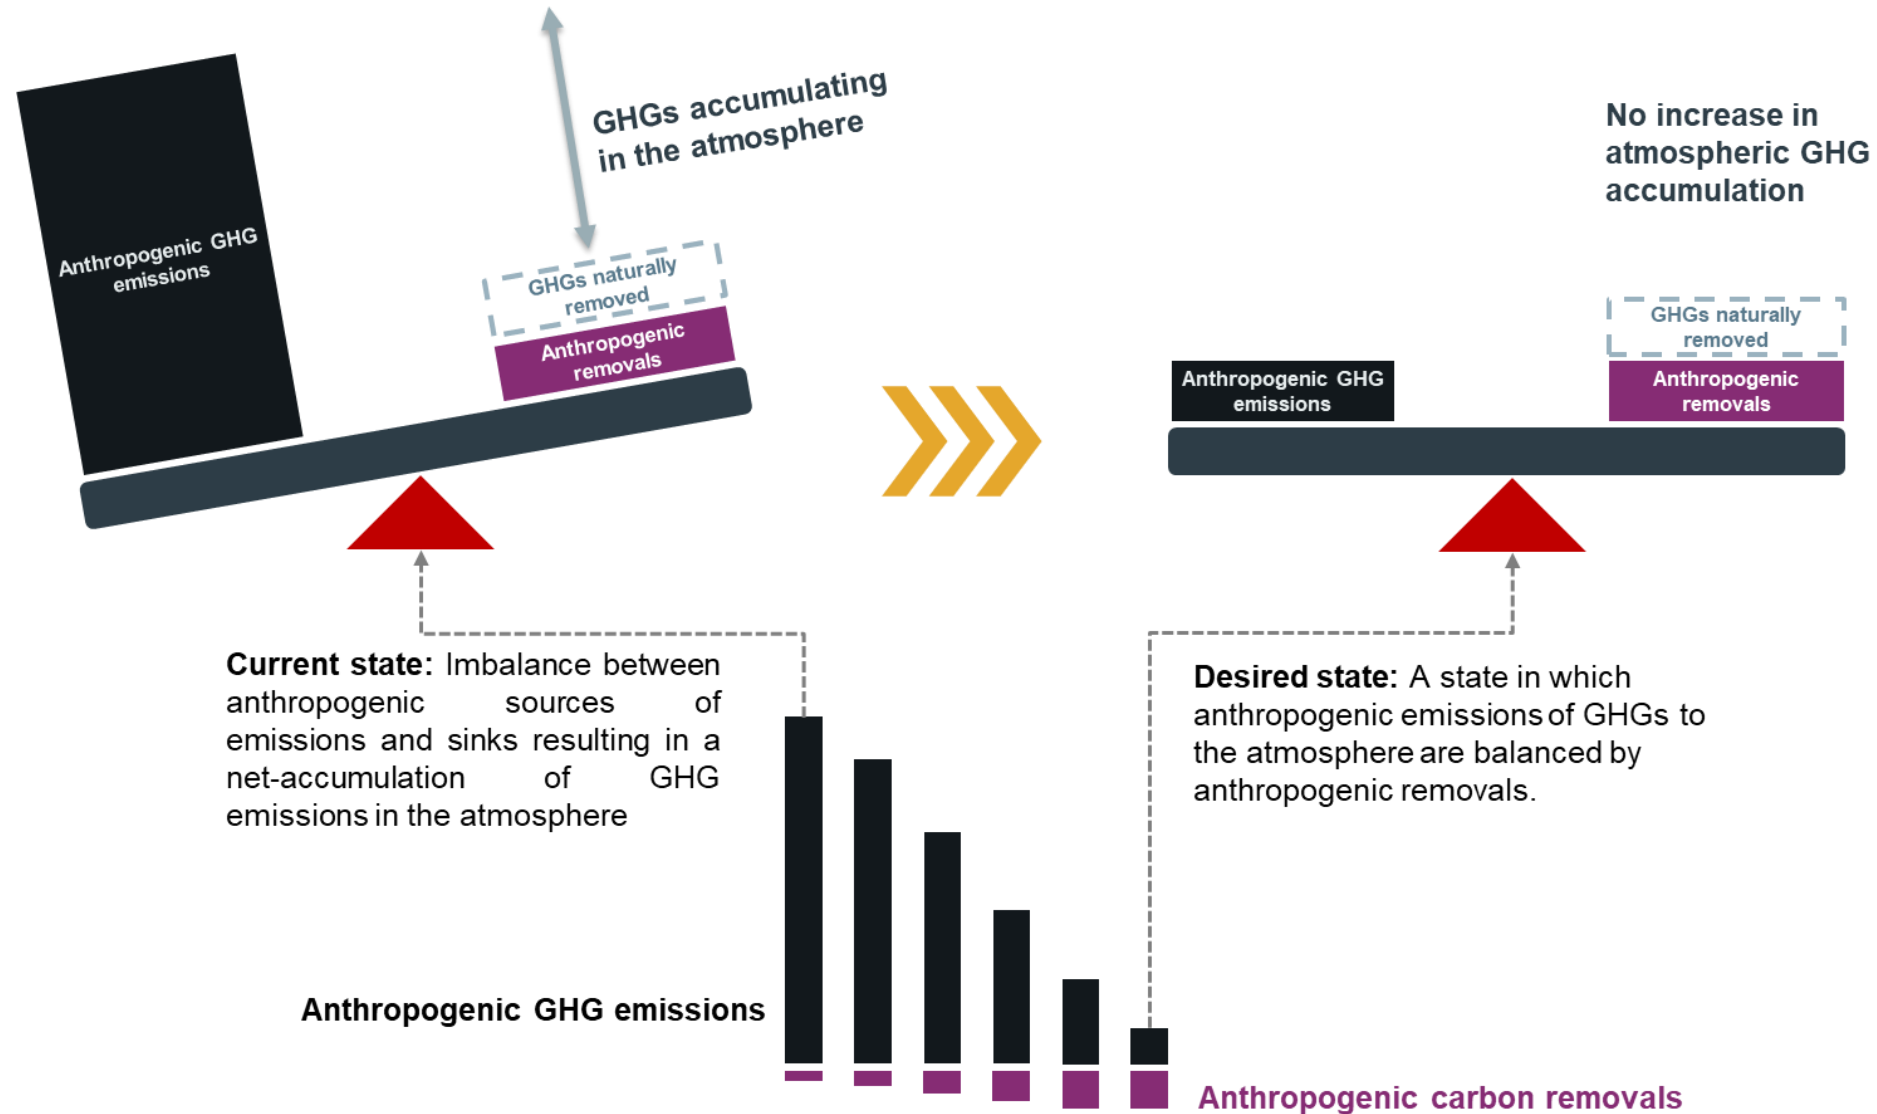 GHGs accumulating
in the atmosphere
Anthropogenic GHG
emissions
GHGs naturally
removed
Anthropogenic
removals
No increase in
atmospheric GHG
accumulation
GHGs naturally
removed
Anthropogenic GHG
emissions
Anthropogenic
removals
Current state: Imbalance between
anthropogenic sources of
emissions and sinks resulting in a
net-accumulation of GHG
emissions in the atmosphere
Desired state: A state in which
anthropogenic emissions of GHGs to
the atmosphere are balanced by
anthropogenic removals.
Anthropogenic GHG emissions
Anthropogenic carbon removals